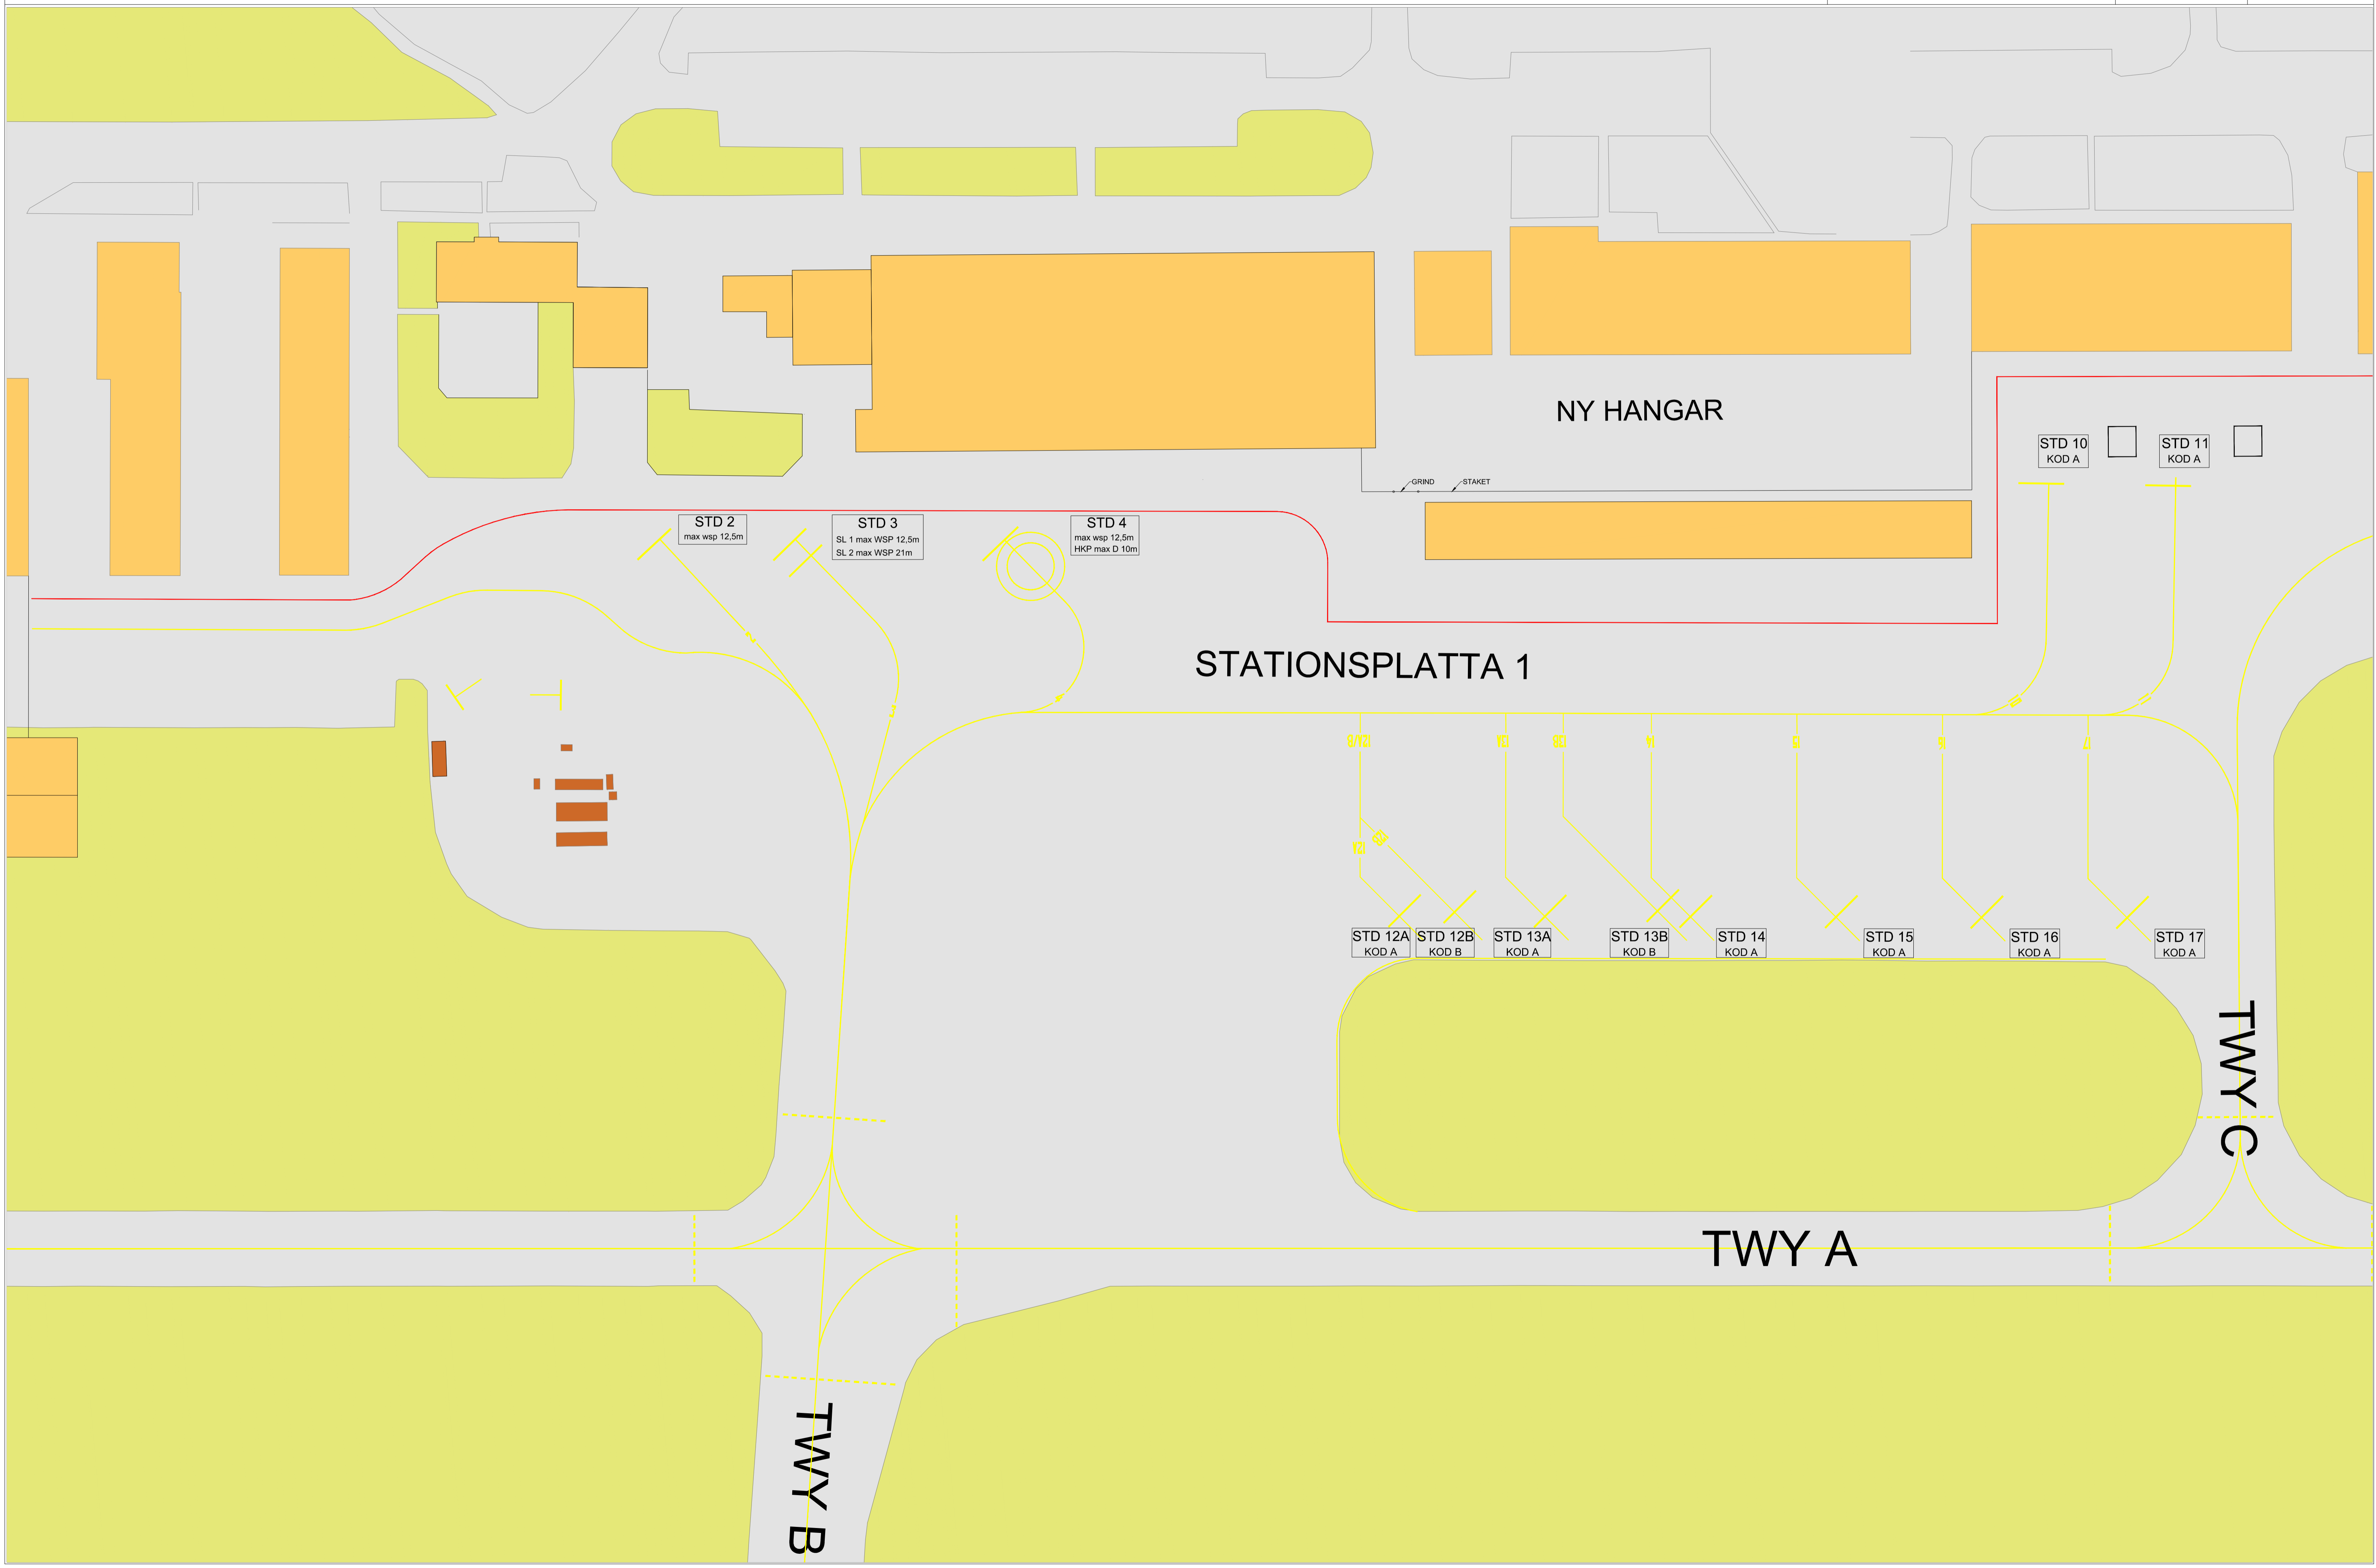 NY HANGAR
STD 10
KOD A
STD 11
KOD A
GRIND
STAKET
STD 2
max wsp 12,5m
STD 3
SL 1 max WSP 12,5m
SL 2 max WSP 21m
STD 4
max wsp 12,5m
HKP max D 10m
STATIONSPLATTA 1
STD 12A
KOD A
STD 12B
KOD B
STD 13A
KOD A
STD 13B
KOD B
STD 14
KOD A
STD 15
KOD A
STD 16
KOD A
STD 17
KOD A
TWY C
TWY A
TWY B